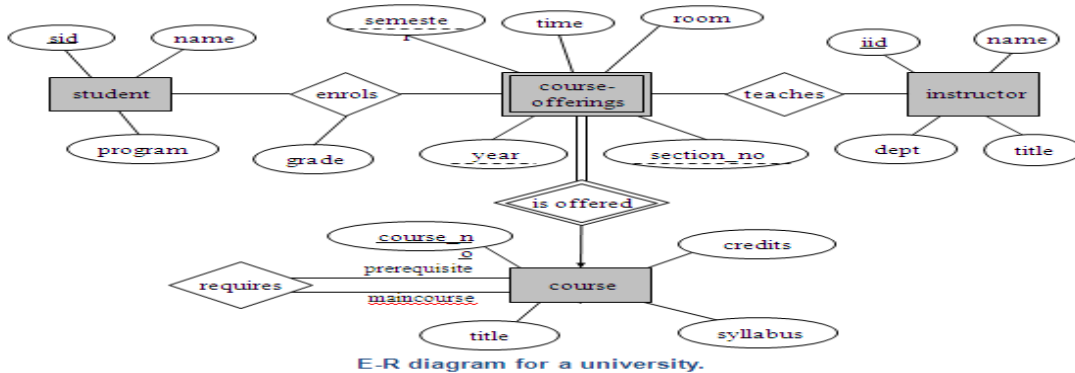 semeste
r
time
room
sid
name
iid
name
student
enrols
course-
offerings
teaches
instructor
program
grade
year
section_no
dept
title
is offered
course_n
o
credits
prerequisite
requires
maincourse
course
title
syllabus
E-R diagram for a university.